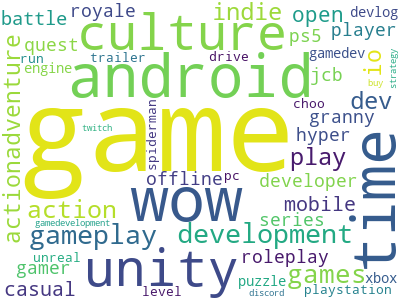 battle
royale
indie
open
devlog
quest
culture
ps5
player
engine
run
trailer
drive
gamedev
io
strategy
actionadventure
android
jcb
buy
game
spiderman
choo
dev
granny
hyper
twitch
play
time
offline
pc
developer
wow
mobile
action
series
gamedevelopment
gameplay
development
unreal
unity
roleplay
games
gamer
puzzle
xbox
casual
level
discord
playstation